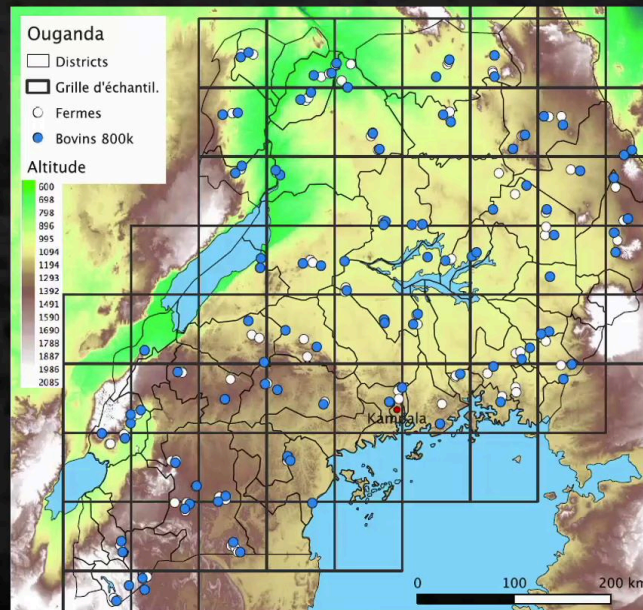 Ouganda
Districts
Grille d'échantil.
Fermes
Bovins 800k
Altitude
600
698
798
896
995
1094
1194
1293
1392
1491
1590
1690
1788
1887
1986
2085
Kampala
0 100 200 km